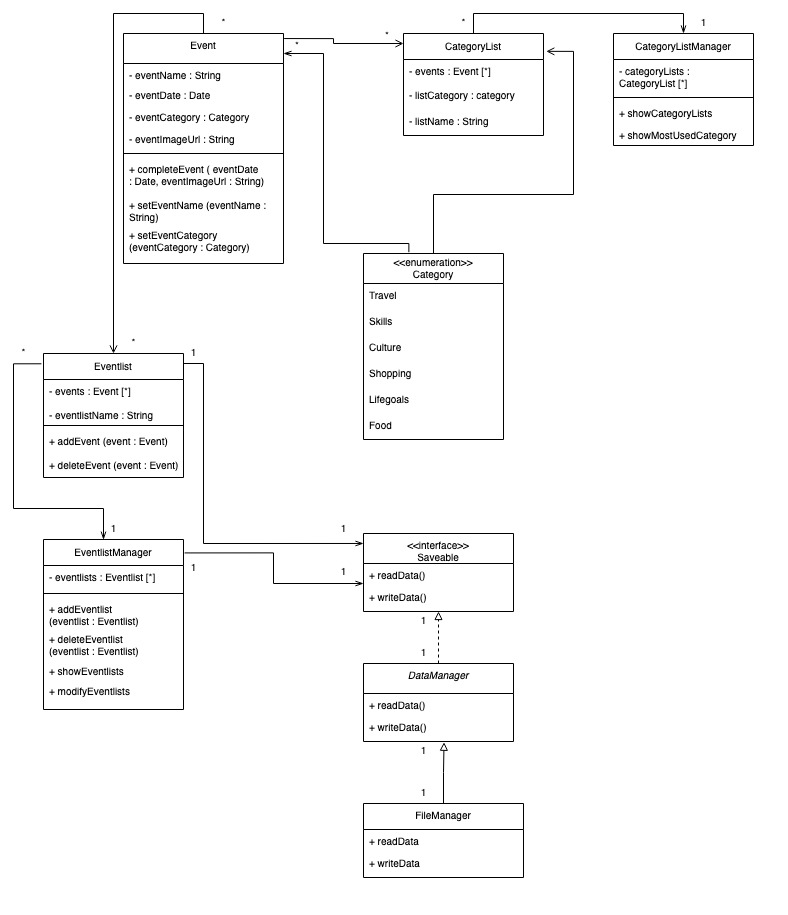 *
*
*
*
1
Event
- eventName : String
- eventDate : Date
- eventCategory : Category
- eventImageUrl : String
+ completeEvent ( eventDate
: Date, eventImageUrl : String)
+ setEventName (eventName :
String)
+ setEventCategory
(eventCategory : Category)
CategoryList
- events : Event [*]
- listCategory : category
- listName : String
CategoryListManager
- categoryLists :
CategoryList [*]
+ showCategoryLists
+ showMostUsedCategory
<<enumeration>>
Category
Travel
Skills
Culture
Shopping
Lifegoals
Food
*
*
1
Eventlist
- events : Event [*]
- eventlistName : String
+ addEvent (event : Event)
+ deleteEvent (event : Event)
1
1
EventlistManager
- eventlists : Eventlist [*]
+ addEventlist
(eventlist : Eventlist)
+ deleteEventlist
(eventlist : Eventlist)
+ showEventlists
+ modifyEventlists
1
1
<<interface>>
Saveable
+ readData()
+ writeData()
1
1
DataManager
+ readData()
+ writeData()
1
1
FileManager
+ readData
+ writeData